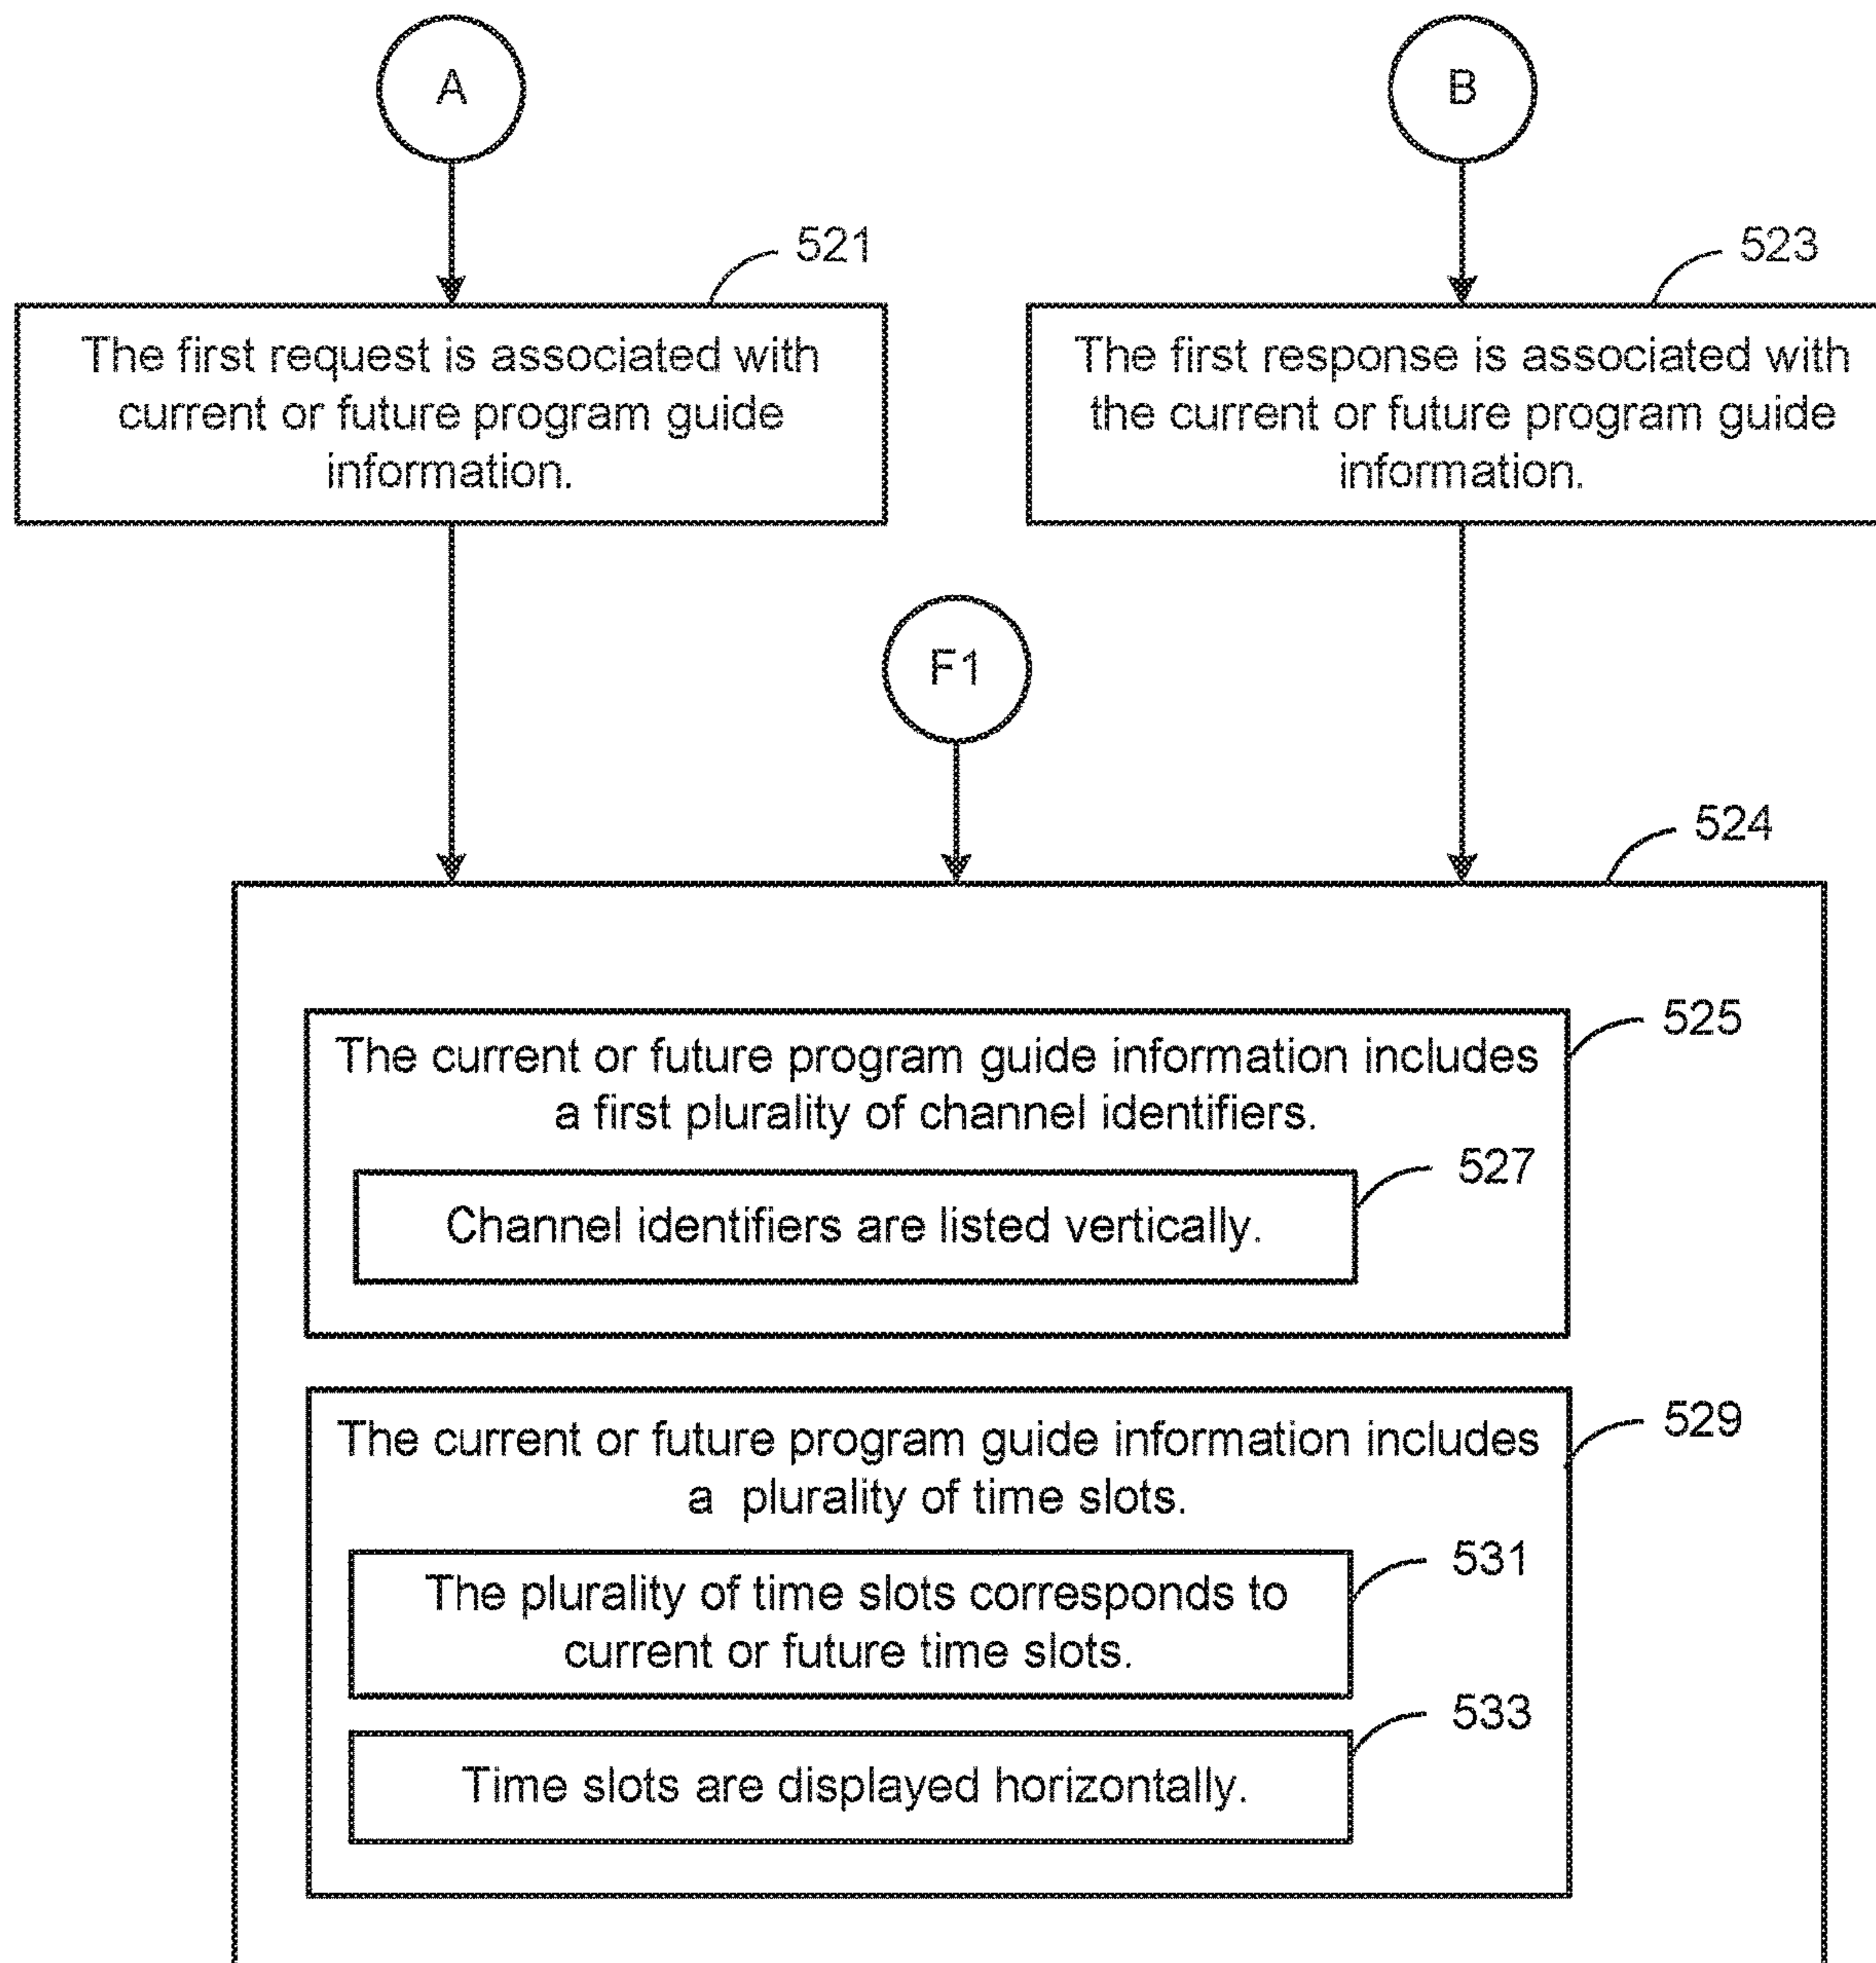 A
B
521
523
The first request is associated with
current or future program guide
information.
The first response is associated with
the current or future program guide
information.
F1
524
525
The current or future program guide information includes
a first plurality of channel identifiers.
527
Channel identifiers are listed vertically.
529
The current or future program guide information includes
a plurality of time slots.
531
The plurality of time slots corresponds to
current or future time slots.
533
Time slots are displayed horizontally.